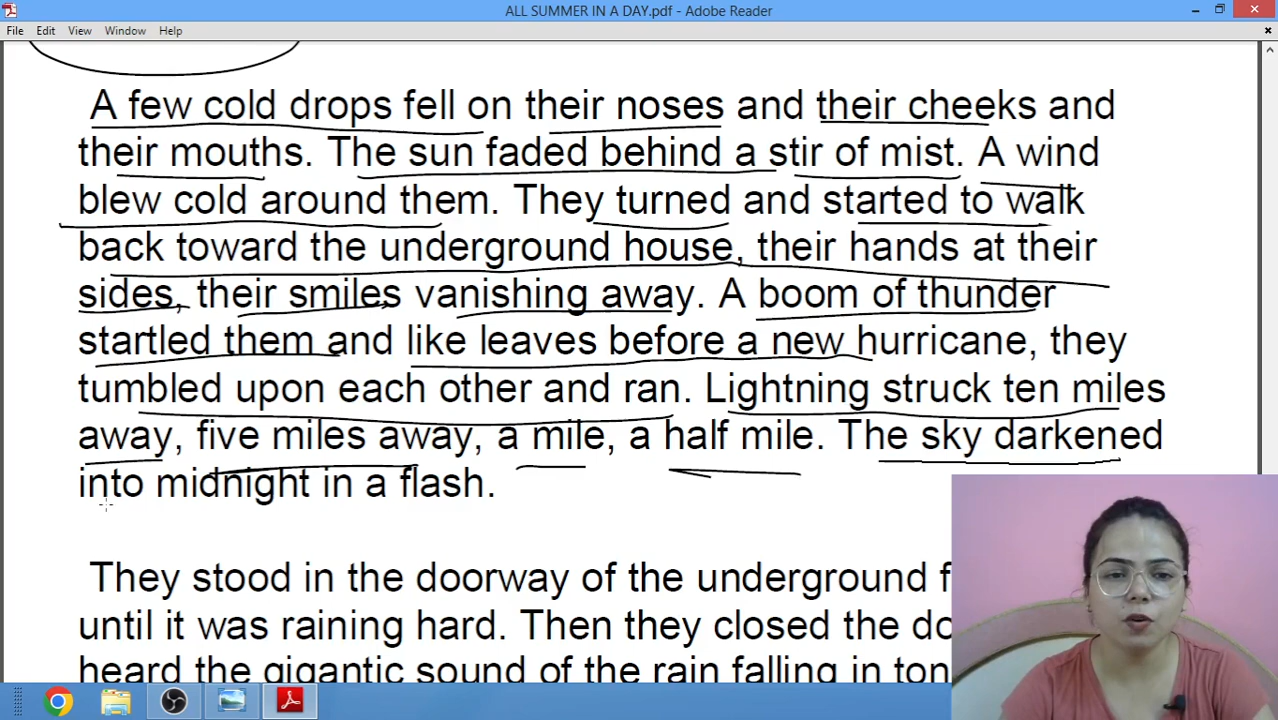 ALL SUMMER IN A DAY.pdf - Adobe Reader
File Edit View Window Help
A few cold drops fell on their noses and their cheeks and
their mouths. The sun faded behind a stir of mist. A wind
blew cold around them. They turned and started to walk
back toward the underground house, their hands at their
sides, their smiles vanishing away. A boom of thunder
startled them and like leaves before a new hurricane, they
tumbled upon each other and ran. Lightning struck ten miles
away, five miles away, a mile, a half mile. The sky darkened
into midnight in a flash.
They stood in the doorway of the underground
until it was raining hard. Then they closed the
heard the gigantic sound of the rain falling in